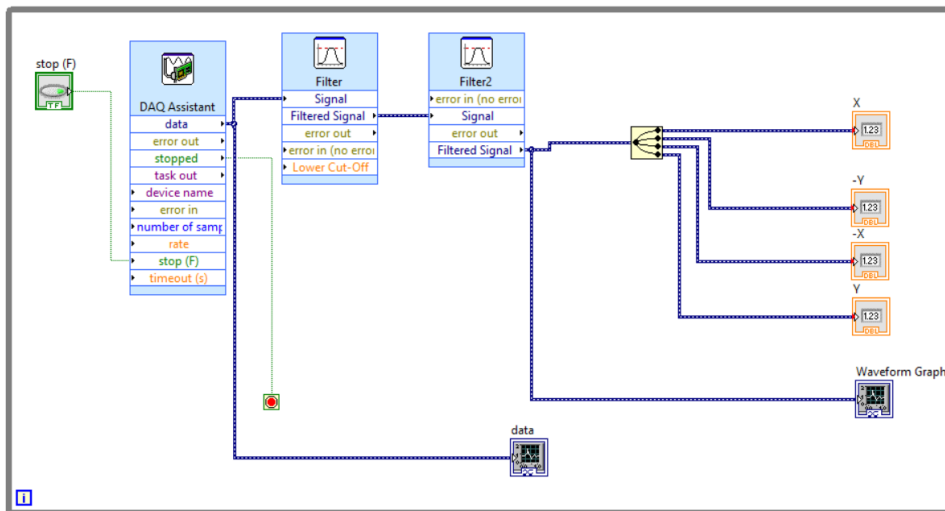 stop (F)
TF
DAQ Assistant
data
error out
stopped
task out
device name
error in
number of samp
rate
stop (F)
timeout (s)
Filter
Signal
Filtered Signal
error out
error in (no erro
Lower Cut-Off
Filter2
error in (no erro
Signal
error out
Filtered Signal
X
1.23
DBL
-Y
1.23
DBL
-X
1.23
DBL
Y
1.23
DBL
Waveform Graph
data
i